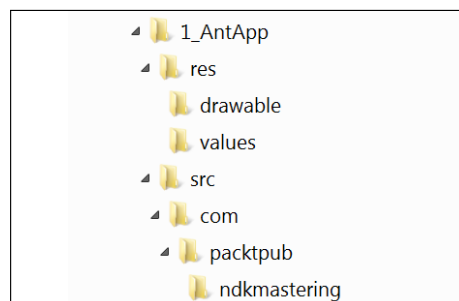 1_AntApp
res
drawable
values
src
com
packtpub
ndkmastering